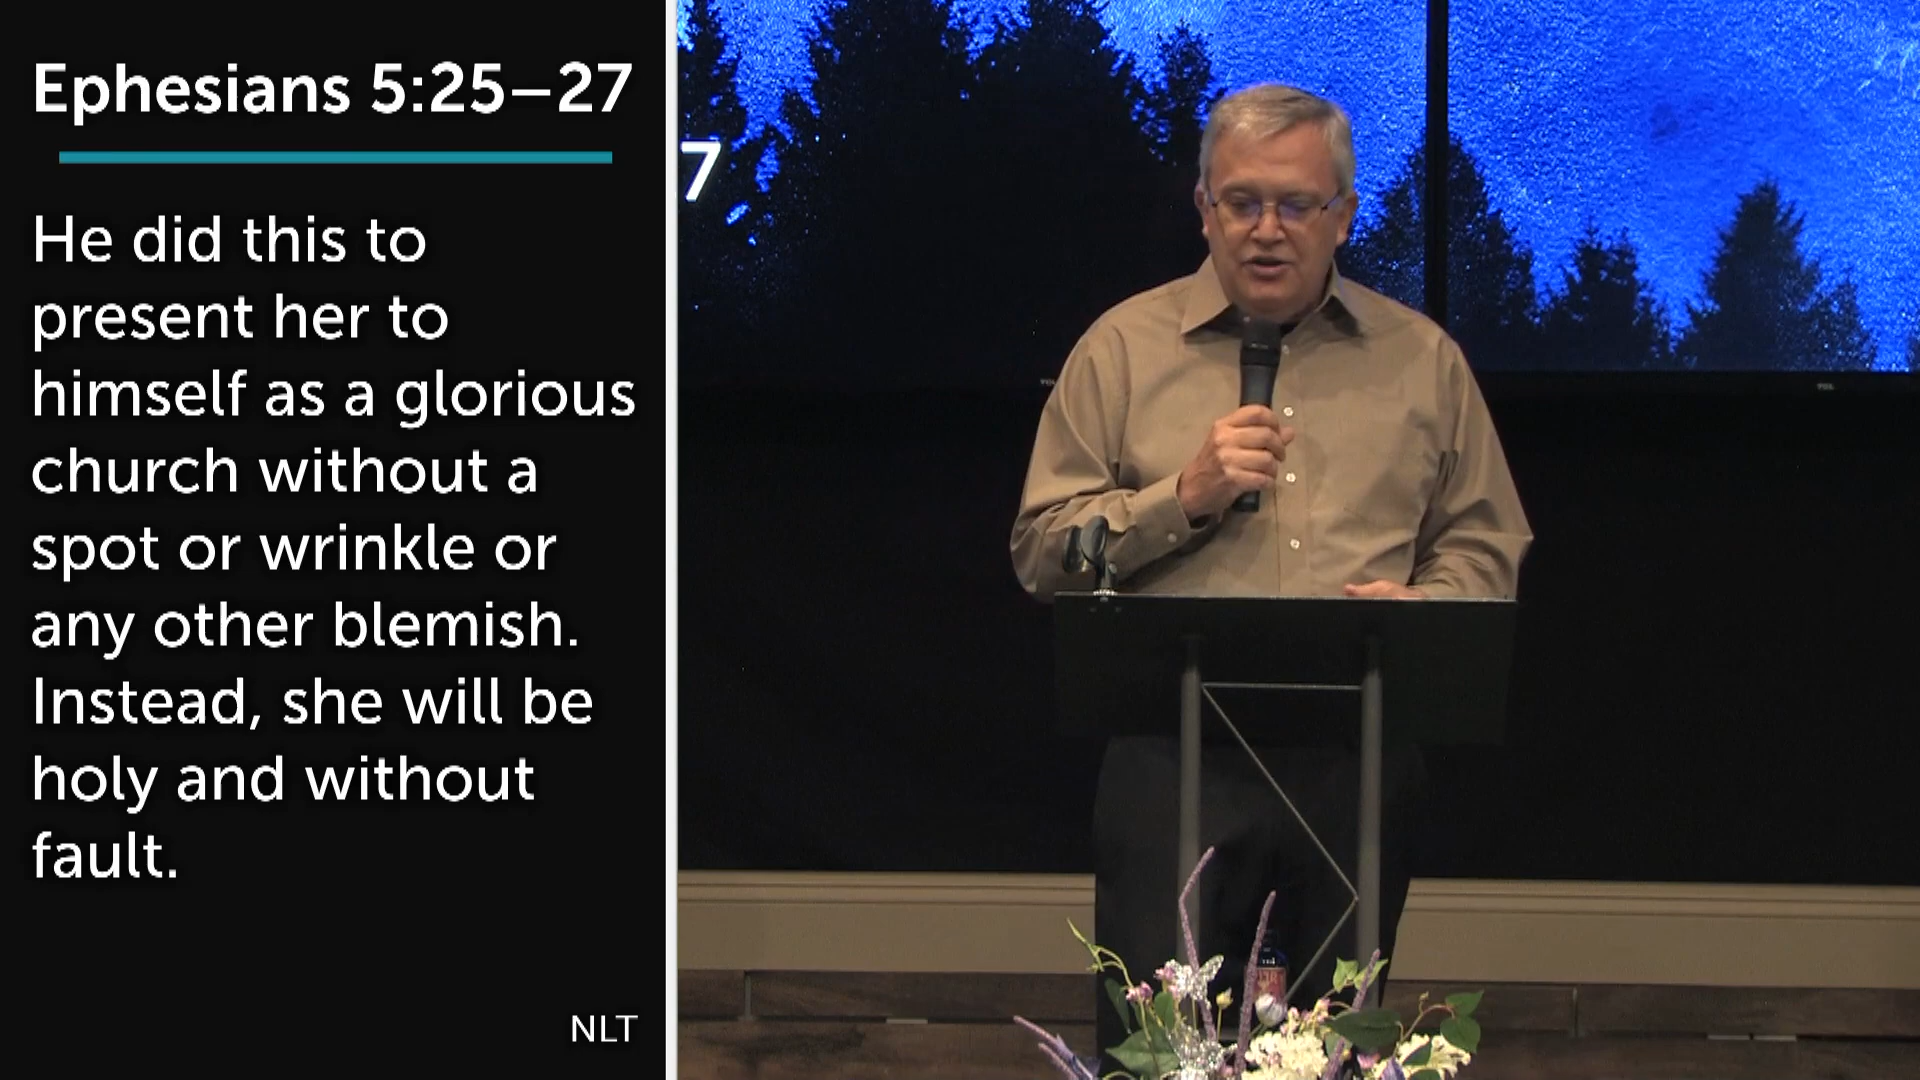 Ephesians 5:25–27
He did this to
present her to
himself as a glorious
church without a
spot or wrinkle or
any other blemish.
Instead, she will be
holy and without
fault.
NLT
7
TCL